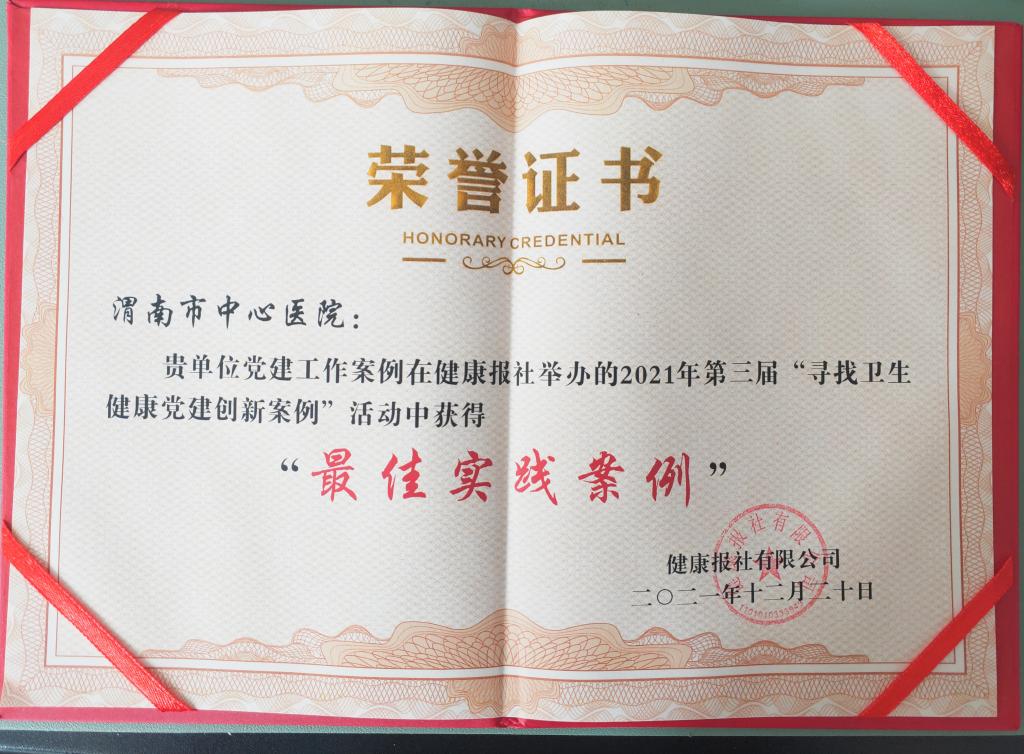 荣誉证书
HONORARY CREDENTIAL
渭南市中心医院：
贵单位党建工作案例在健康报社举办的2021年第三届“寻找卫生
健康党建创新案例”活动中获得
“最佳实践案例”
健康报社有限公司
二〇二一年十二月二十日